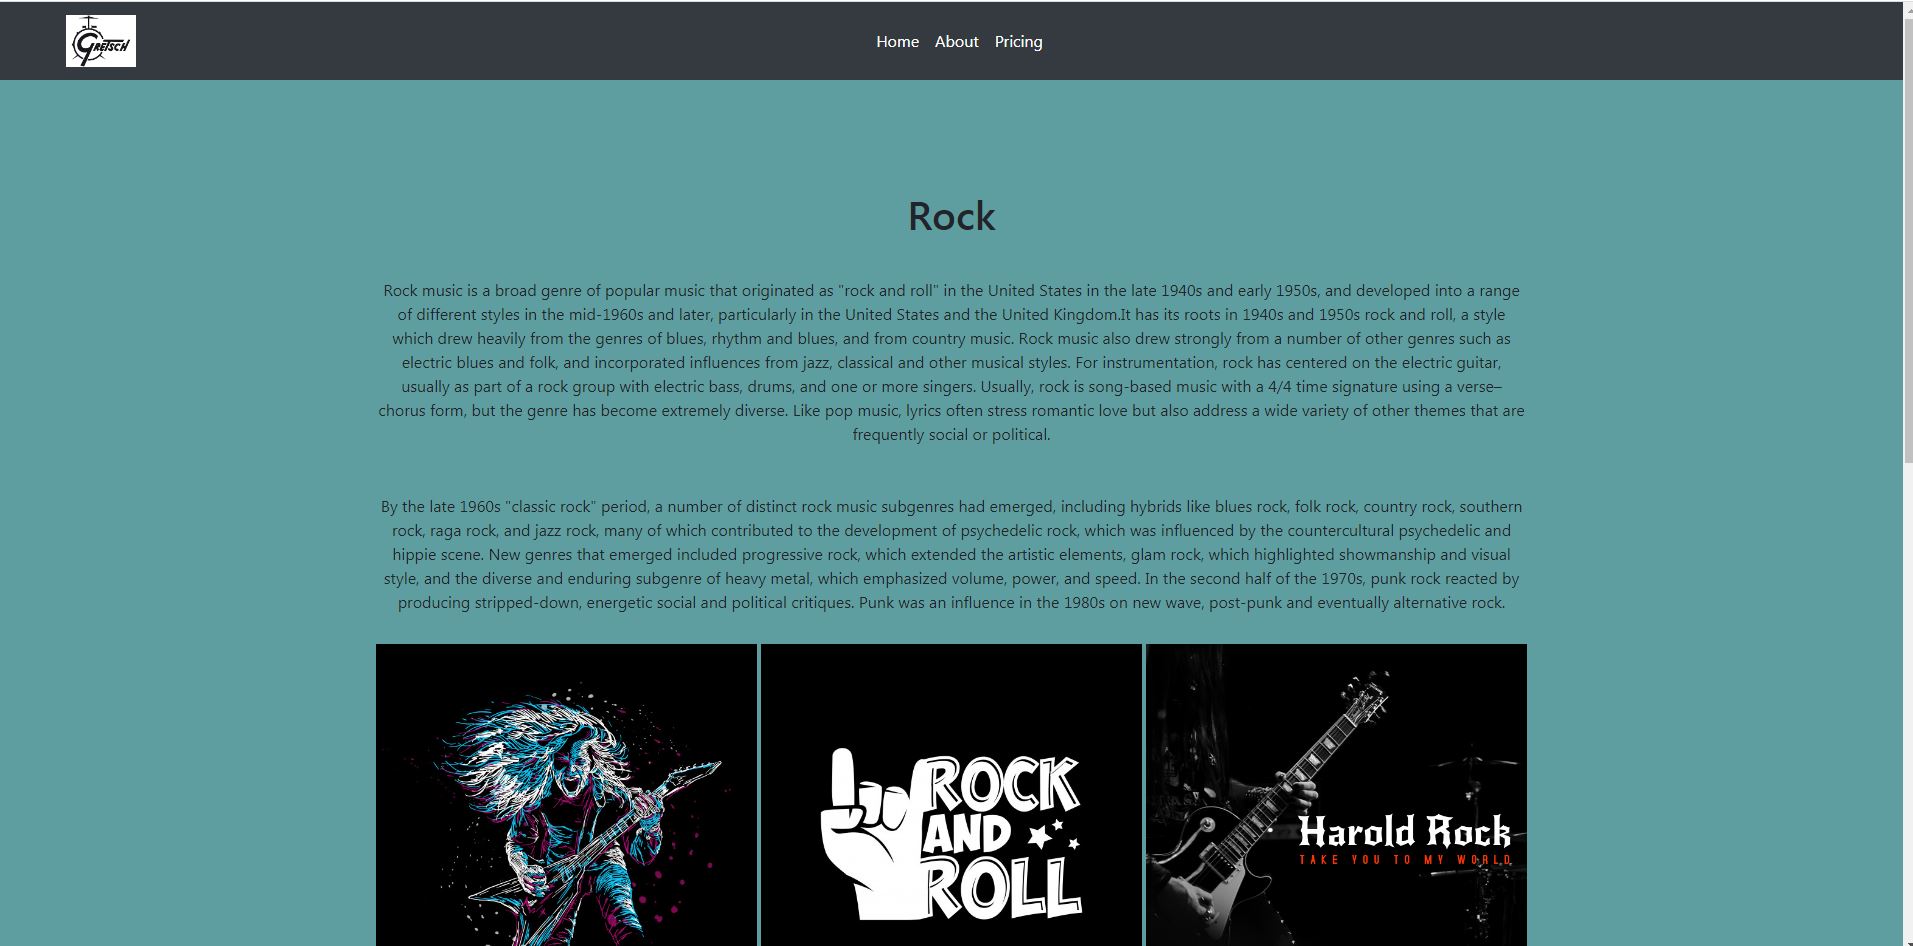 Gretsch
Home About Pricing
Rock
Rock music is a broad genre of popular music that originated as "rock and roll" in the United States in the late 1940s and early 1950s, and developed into a range
of different styles in the mid-1960s and later, particularly in the United States and the United Kingdom.It has its roots in 1940s and 1950s rock and roll, a style
which drew heavily from the genres of blues, rhythm and blues, and from country music. Rock music also drew strongly from a number of other genres such as
electric blues and folk, and incorporated influences from jazz, classical and other musical styles. For instrumentation, rock has centered on the electric guitar,
usually as part of a rock group with electric bass, drums, and one or more singers. Usually, rock is song-based music with a 4/4 time signature using a verse–
chorus form, but the genre has become extremely diverse. Like pop music, lyrics often stress romantic love but also address a wide variety of other themes that are
frequently social or political.
By the late 1960s "classic rock" period, a number of distinct rock music subgenres had emerged, including hybrids like blues rock, folk rock, country rock, southern
rock, raga rock, and jazz rock, many of which contributed to the development of psychedelic rock, which was influenced by the countercultural psychedelic and
hippie scene. New genres that emerged included progressive rock, which extended the artistic elements, glam rock, which highlighted showmanship and visual
style, and the diverse and enduring subgenre of heavy metal, which emphasized volume, power, and speed. In the second half of the 1970s, punk rock reacted by
producing stripped-down, energetic social and political critiques. Punk was an influence in the 1980s on new wave, post-punk and eventually alternative rock.
ROCK
AND
ROLL
Harold Rock
TAKE YOU TO MY WORLD